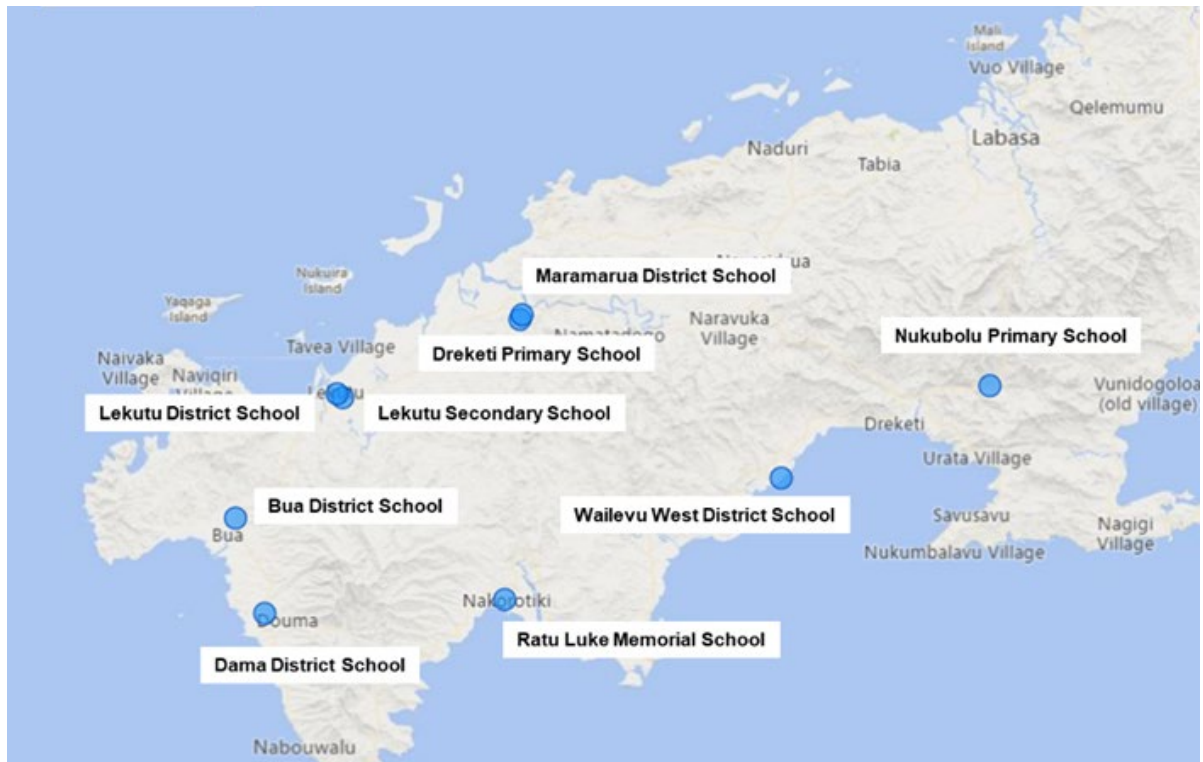 Mali
Island
Vuo Village
Qelemumu
Labasa
Naduri
Tabia
Maramarua District School
Nukuira
Island
Yaqaga
Island
Naravuka
Village
Nukubolu Primary School
Tavea Village
Dreketi Primary School
Naivaka
Village
Naviqiri
Vunidogoloa
(old village)
Lekutu District School
Lekutu Secondary School
Dreketi
Urata Village
Bua District School
Wailevu West District School
Savusavu
Nagigi
Village
Bua
Nukumbalavu Village
Nakorotiki
Douma
Ratu Luke Memorial School
Dama District School
Nabouwalu